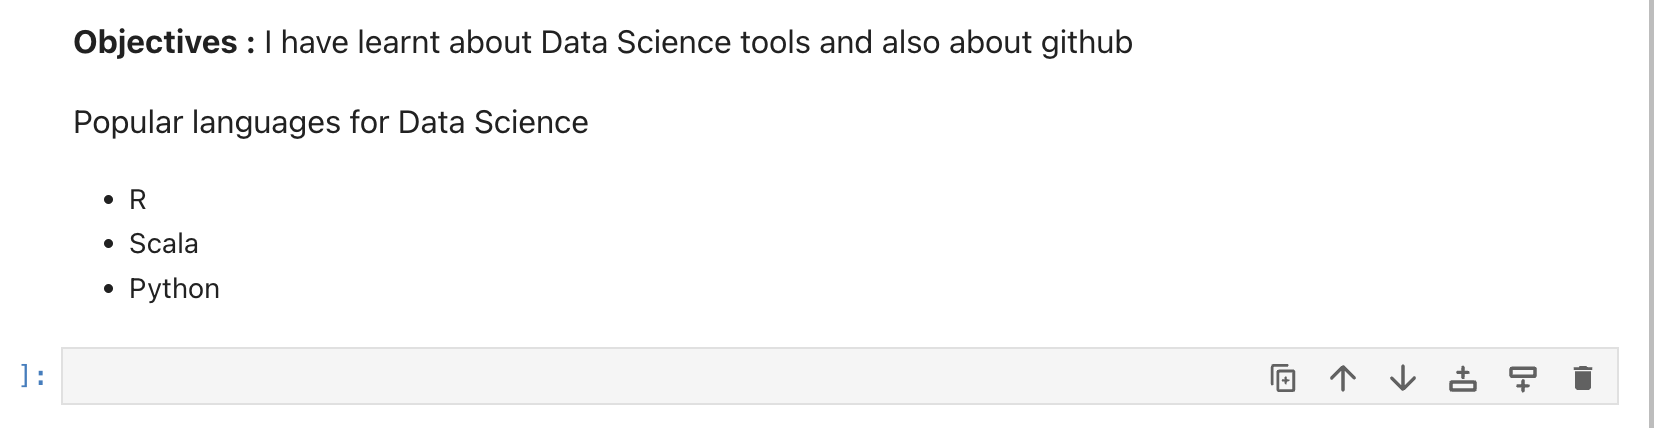 Objectives : I have learnt about Data Science tools and also about github
Popular languages for Data Science
• R
• Scala
• Python
]: